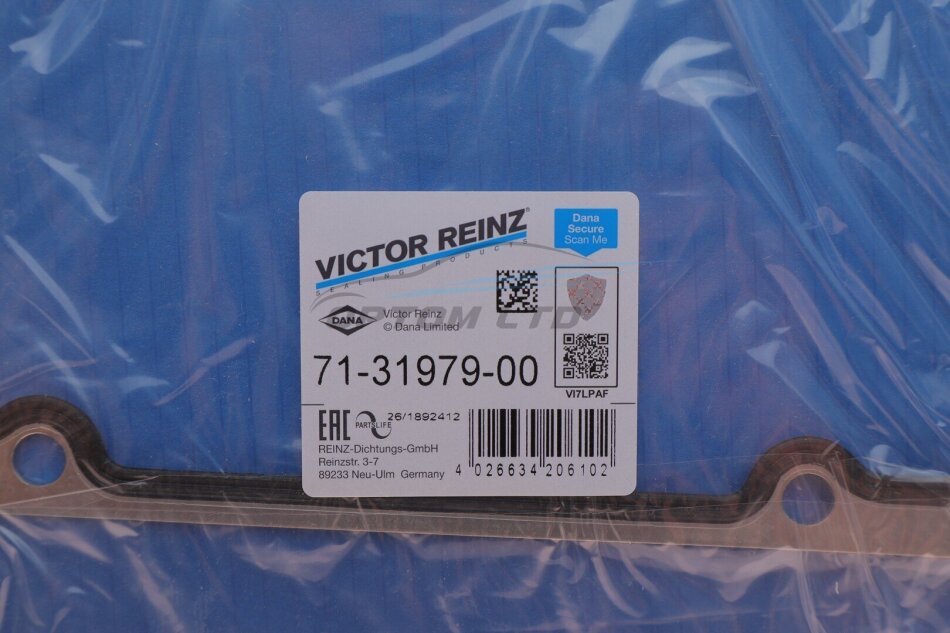 VICTOR REINZ®
SEALING PRODUCTS
Dana
Secure
Scan Me
DANA
Victor Reinz
© Dana Limited
71-31979-00
VI7LPAF
EAC
PARTSLIFE
26/1892412
REINZ-Dichtungs-GmbH
Reinzstr. 3-7
89233 Neu-Ulm Germany
4 026634 206102